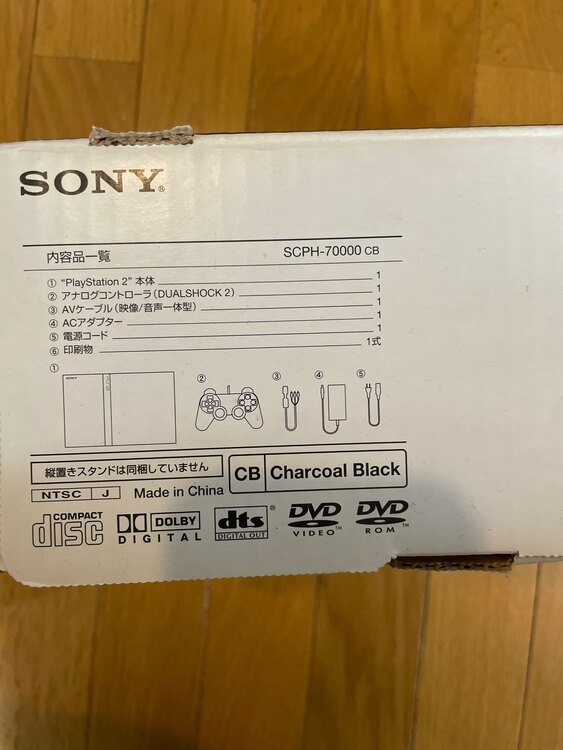 SONY®
内容品一覧 SCPH-70000 CB
① “PlayStation 2” 本体 1
② アナログコントローラ(DUALSHOCK 2) 1
③ AVケーブル(映像/音声一体型) 1
④ ACアダプター 1
⑤ 電源コード 1
⑥ 印刷物 1式
① ② ③ ④ ⑤
SONY
縦置きスタンドは同梱していません CB Charcoal Black
NTSC J Made in China
COMPACT disc DOLBY DIGITAL dts® DIGITAL OUT DVD VIDEO™ DVD ROM™